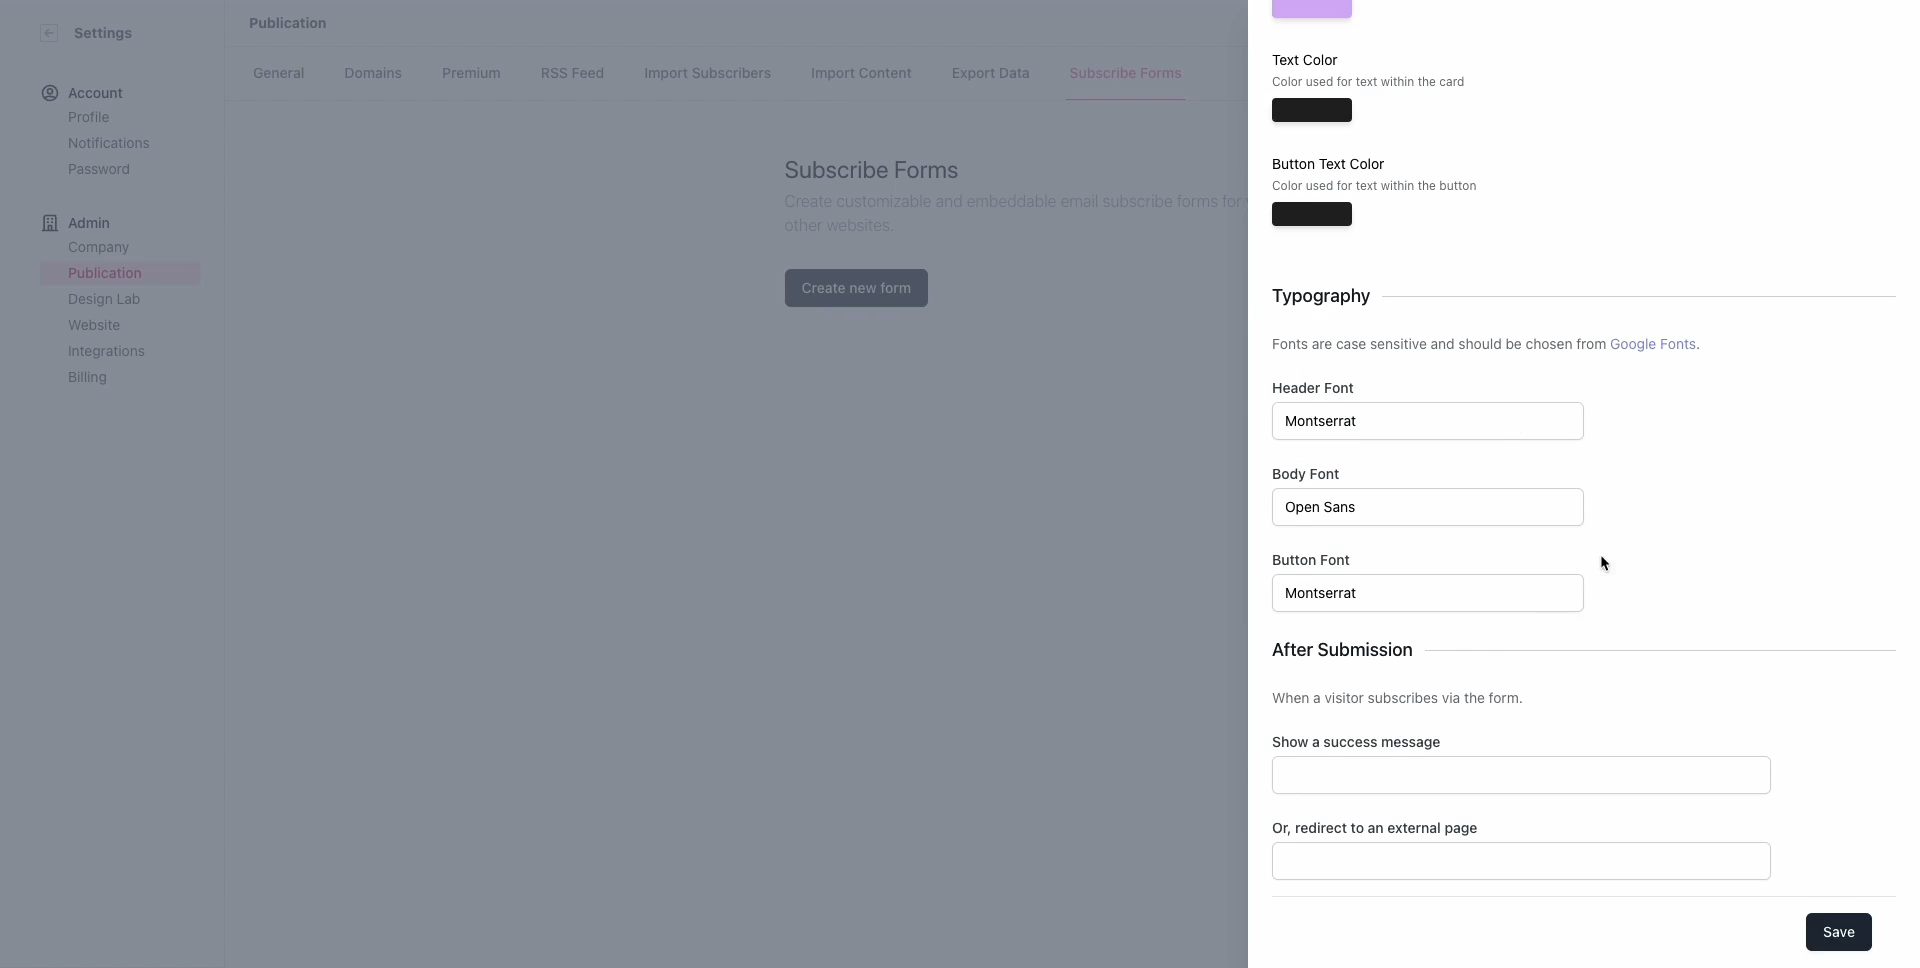 Settings
Account
Profile
Notifications
Password
Admin
Company
Publication
Design Lab
Website
Integrations
Billing
Publication
General Domains Premium RSS Feed Import Subscribers Import Content Export Data Subscribe Forms
Subscribe Forms
Create customizable and embeddable email subscribe forms for
other websites.
Create new form
Text Color
Color used for text within the card
Button Text Color
Color used for text within the button
Typography
Fonts are case sensitive and should be chosen from Google Fonts.
Header Font
Montserrat
Body Font
Open Sans
Button Font
Montserrat
After Submission
When a visitor subscribes via the form.
Show a success message
Or, redirect to an external page
Save